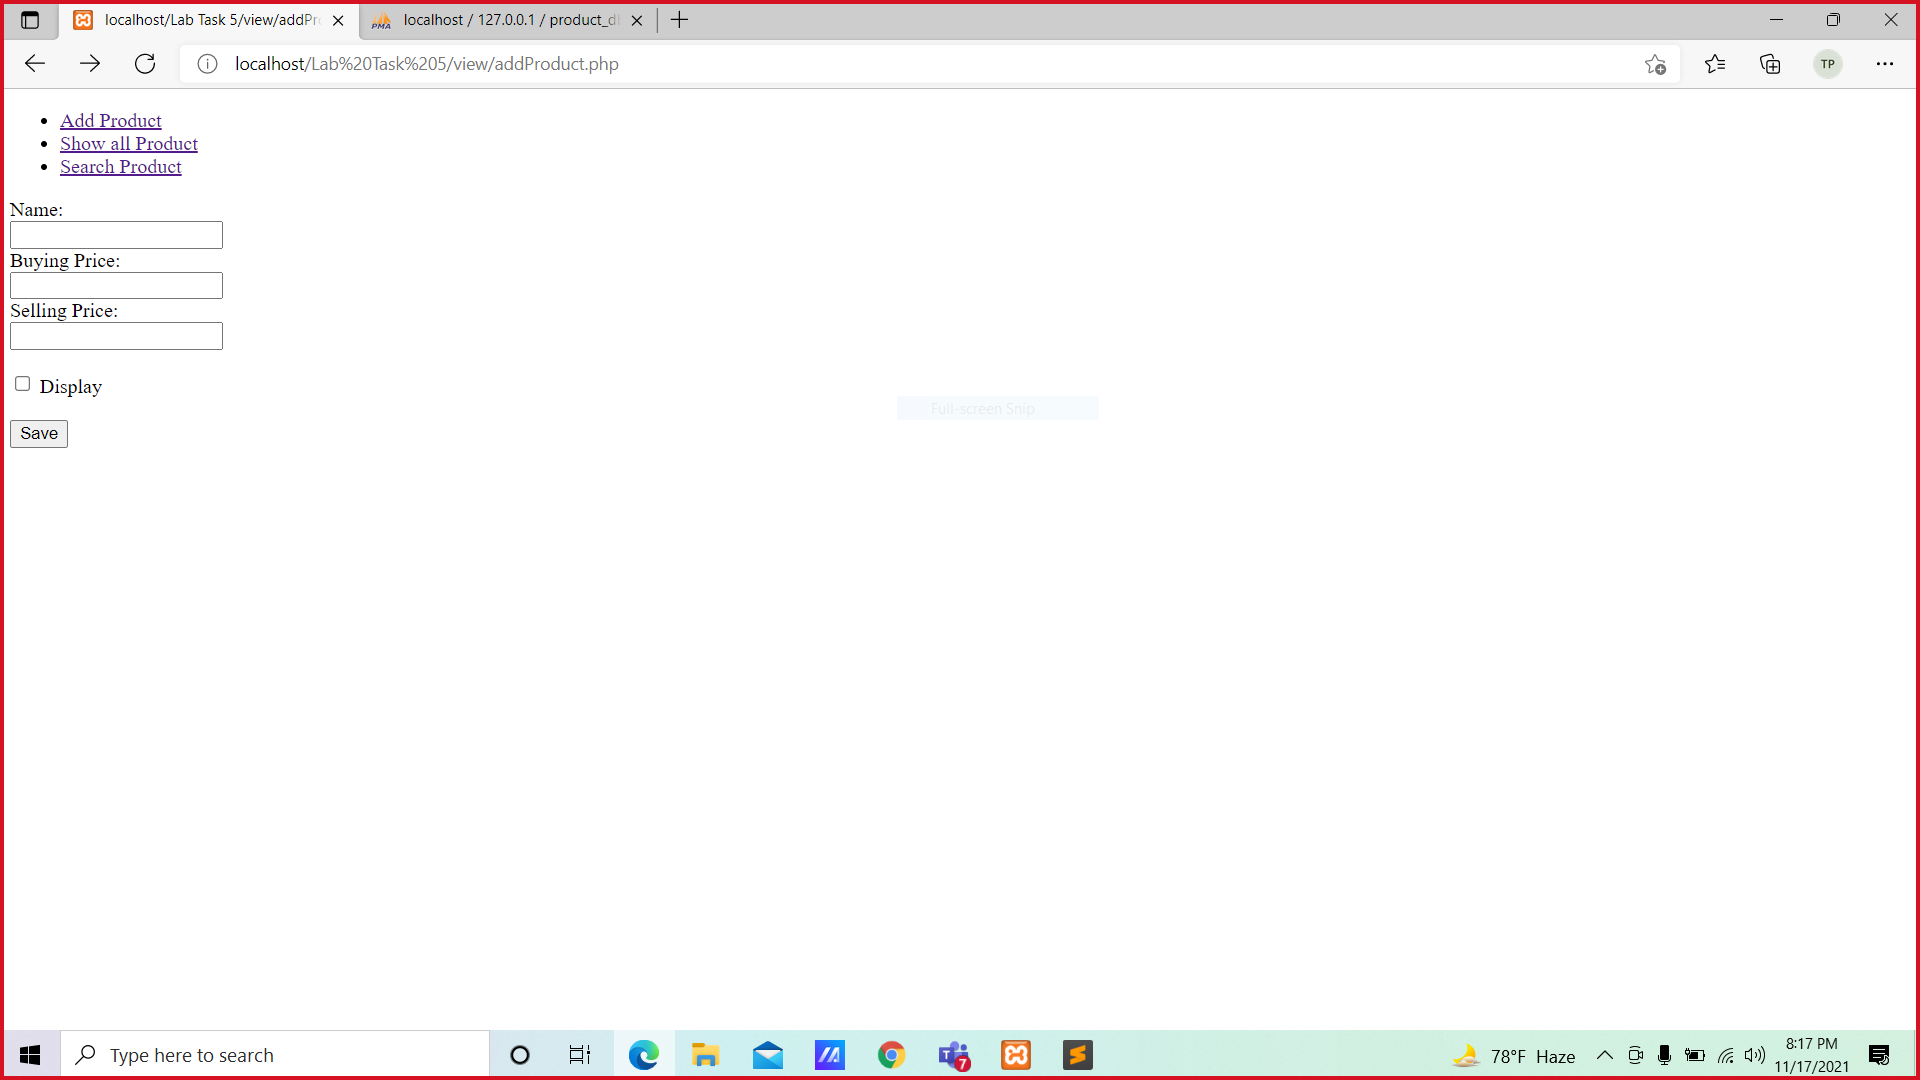 localhost/Lab Task 5/view/addPr
PMA localhost / 127.0.0.1 / product_d
localhost/Lab%20Task%205/view/addProduct.php
TP
Add Product
Show all Product
Search Product
Name:
Buying Price:
Selling Price:
Display
Full-screen Snip
Save
Type here to search
T
7
78°F Haze
8:17 PM
11/17/2021